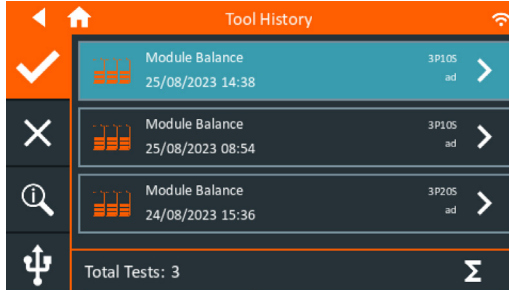 Tool History
Module Balance
3P10S
25/08/2023 14:38
ad
Module Balance
3P10S
25/08/2023 08:54
ad
Module Balance
3P20S
24/08/2023 15:36
ad
Total Tests: 3
Σ